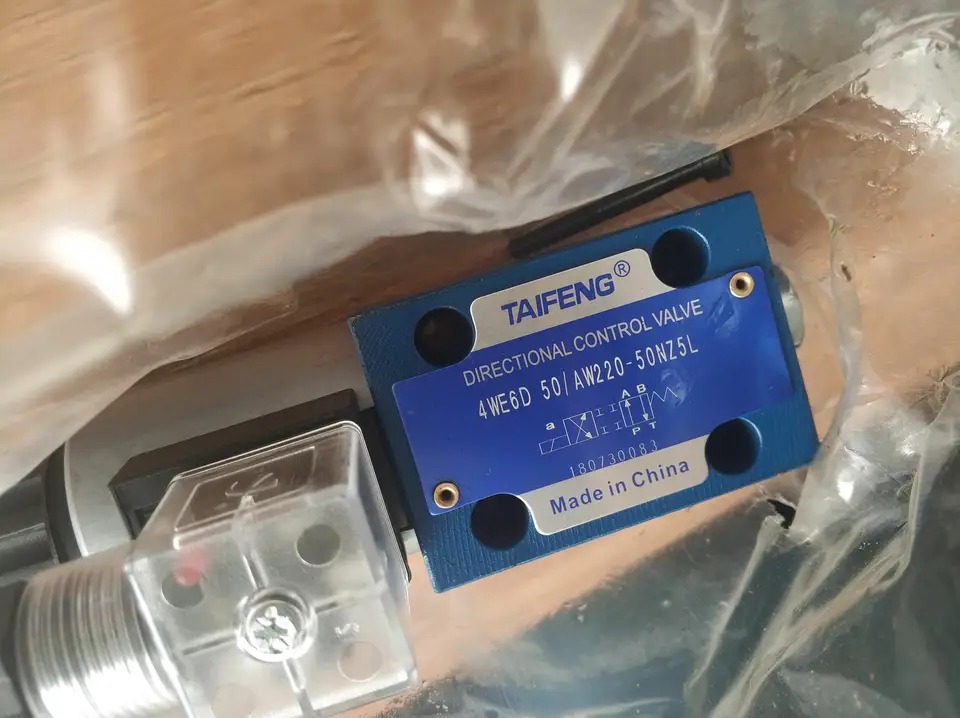 TAIFENG®
DIRECTIONAL CONTROL VALVE
4WE6D 50/AW220-50NZ5L
A B
a
P T
180730083
Made in China